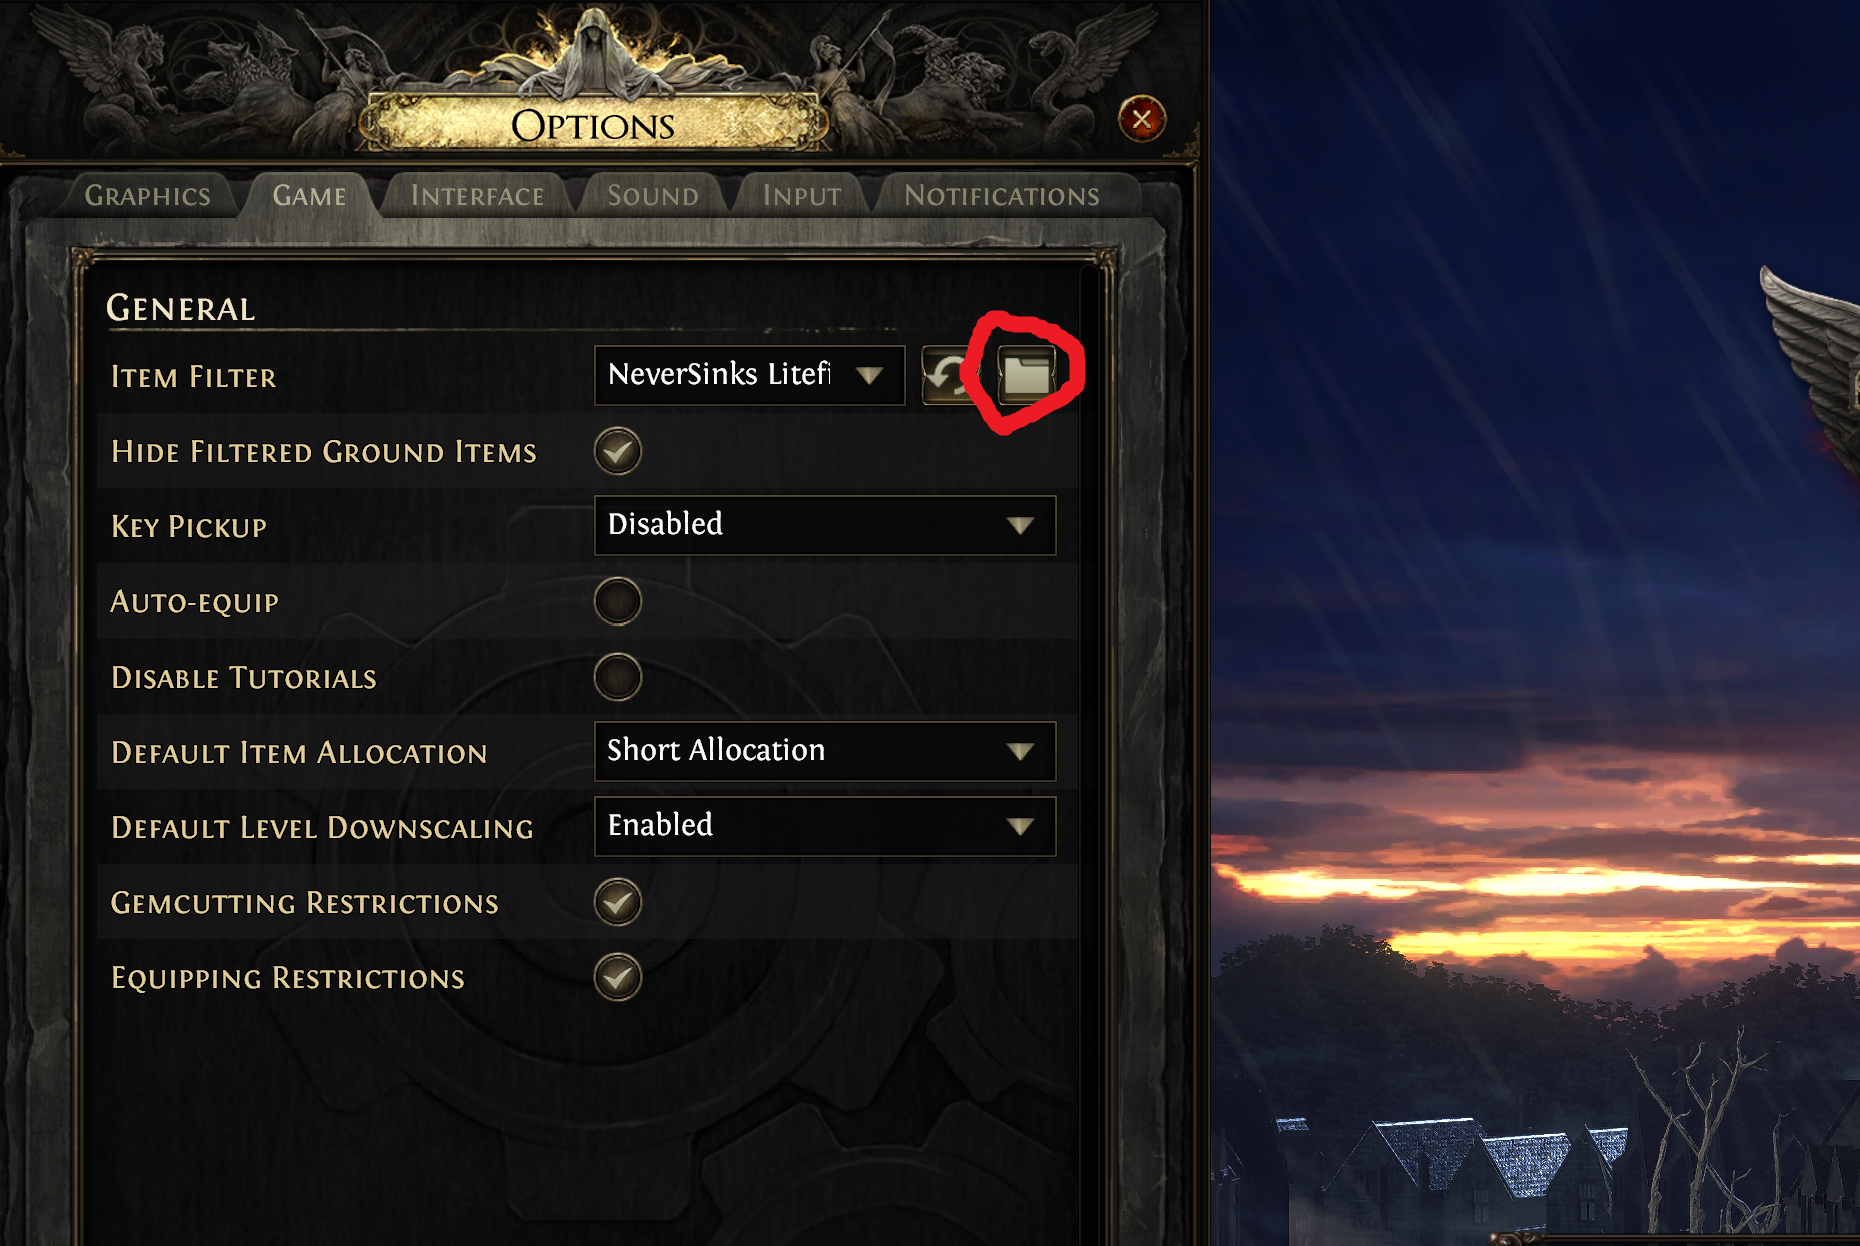 Options
Graphics Game Interface Sound Input Notifications
General
Item Filter NeverSinks Litefi
Hide Filtered Ground Items
Key Pickup Disabled
Auto-equip
Disable Tutorials
Default Item Allocation Short Allocation
Default Level Downscaling Enabled
Gemcutting Restrictions
Equipping Restrictions